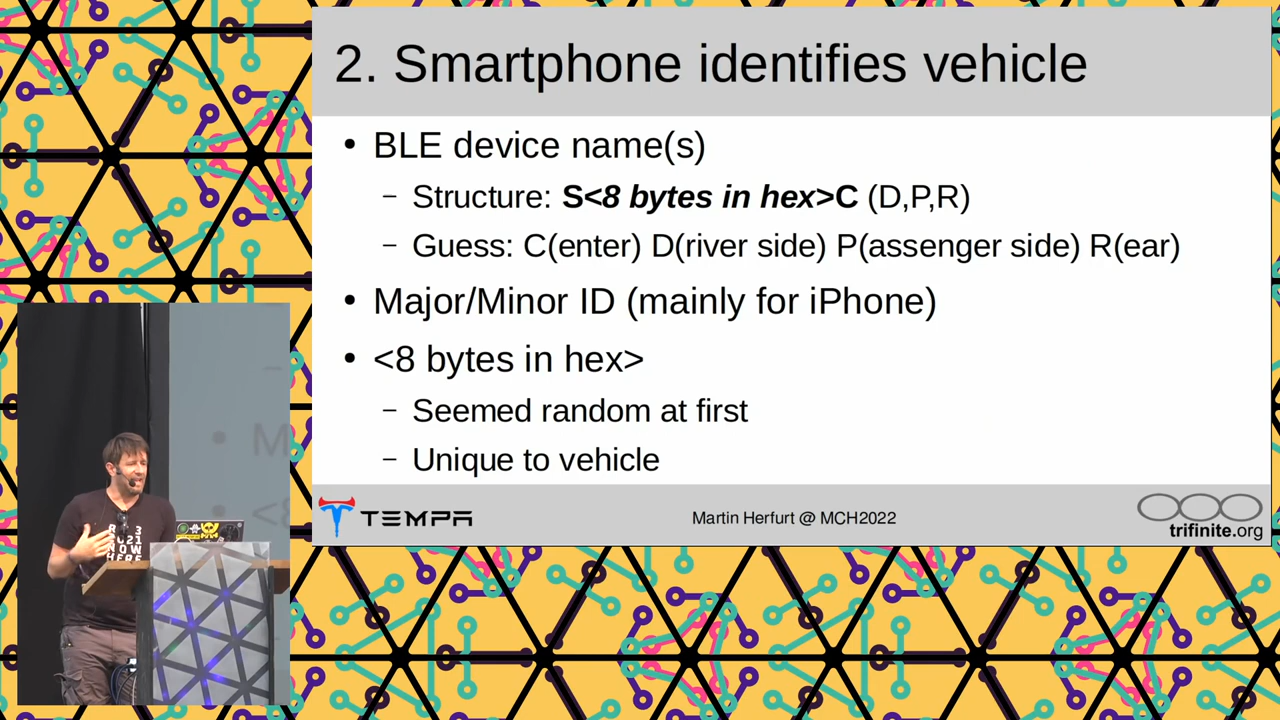 2. Smartphone identifies vehicle
• BLE device name(s)
– Structure: S<8 bytes in hex>C (D,P,R)
– Guess: C(enter) D(river side) P(assenger side) R(ear)
• Major/Minor ID (mainly for iPhone)
• <8 bytes in hex>
– Seemed random at first
– Unique to vehicle
TEMPA
Martin Herfurt @ MCH2022
trifinite.org
NOW
HERE